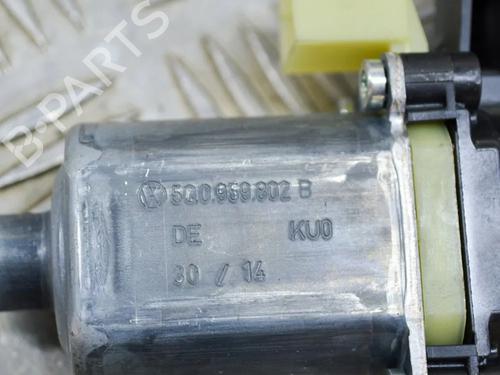 B-PARTS
5Q0.959.802 B
DE KU0
30 / 14